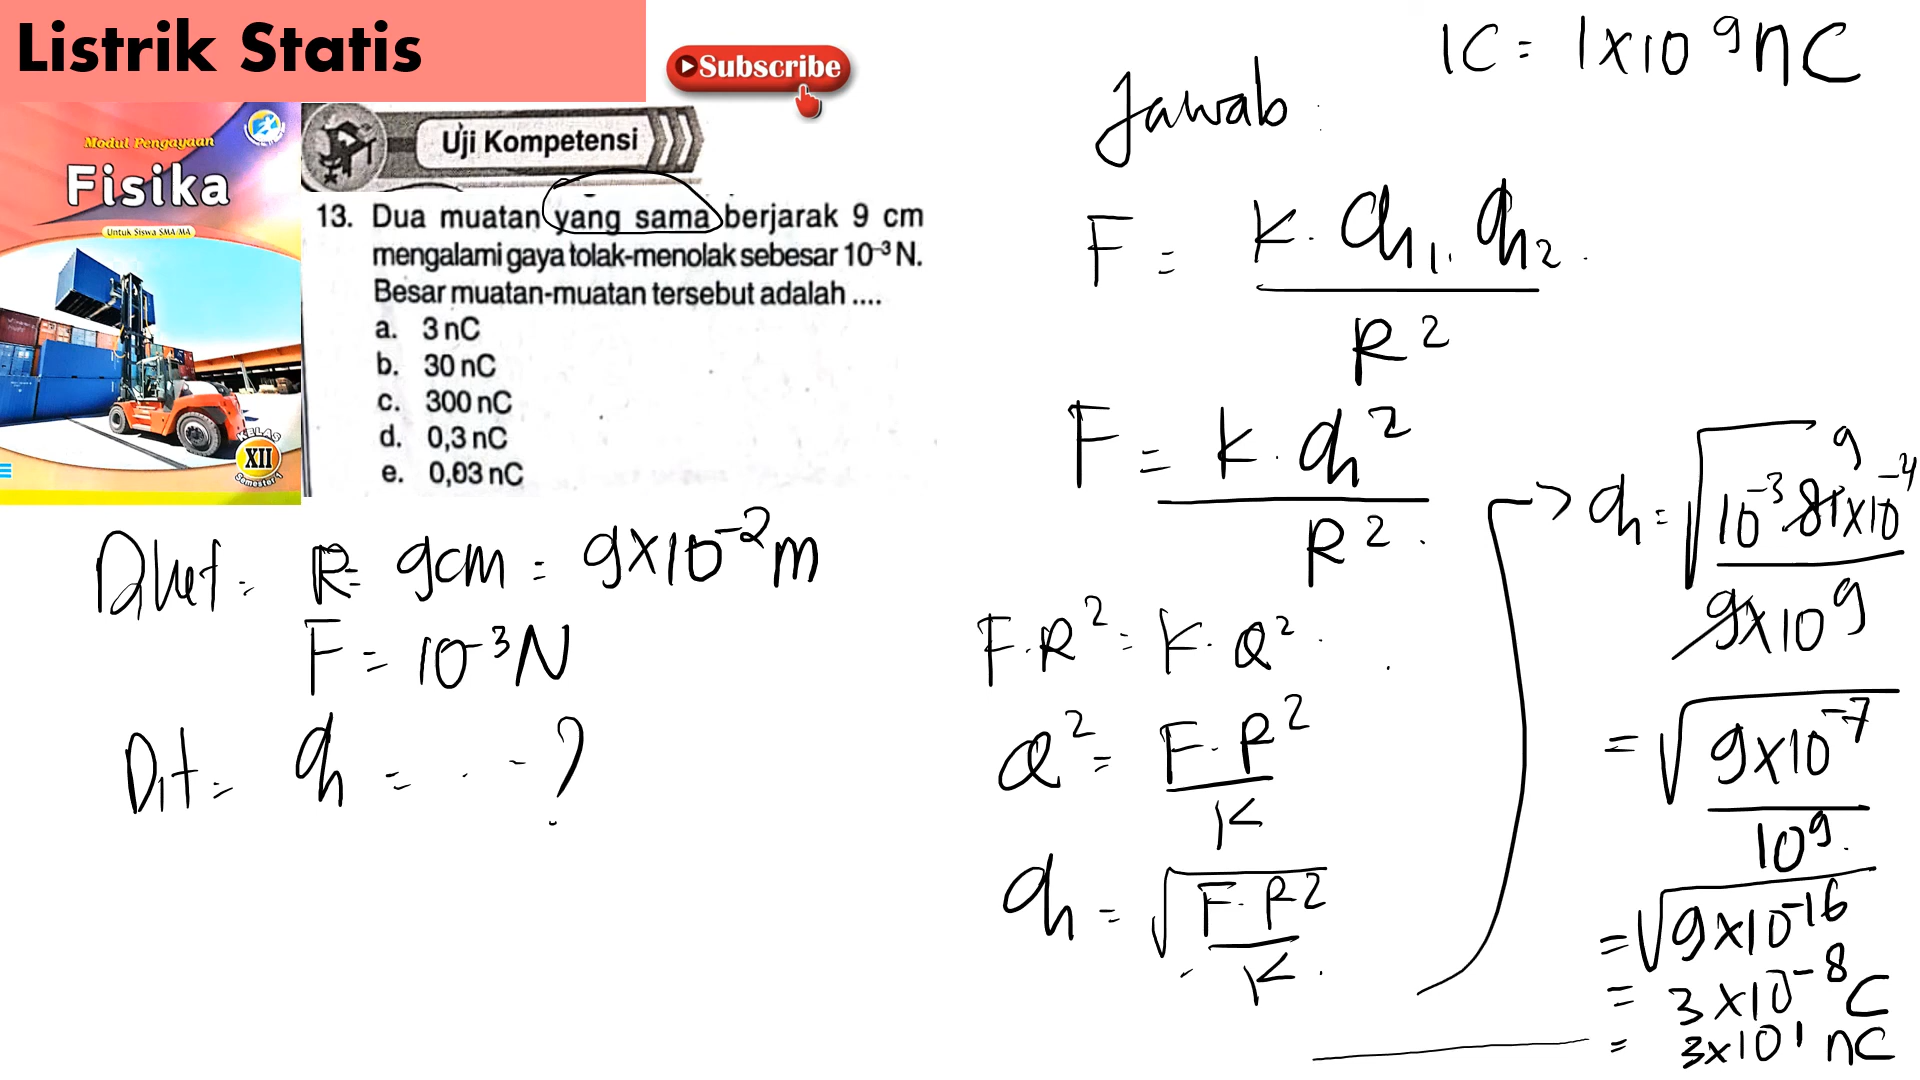 Listrik Statis
Subscribe
Modul Pengayaan
Fisika
Untuk Siswa SMA/MA
KELAS
XII
Semester 1
Uji Kompetensi
13. Dua muatan yang sama berjarak 9 cm
mengalami gaya tolak-menolak sebesar 10⁻³ N.
Besar muatan-muatan tersebut adalah ....
a. 3 nC
b. 30 nC
c. 300 nC
d. 0,3 nC
e. 0,03 nC
Diket = R = 9cm = 9x10⁻² m
F = 10⁻³ N
Dit = q = . . - ?
1C = 1x10⁹ nC
Jawab :
F = K. q₁. q₂ .
R²
F = K. q²
R² .
F. R² = K. Q² .
Q² = F. R²
K
q = √ F. R²
K .
> q = √ 10⁻³ 81x10⁻⁴
9
9x10⁹
= √ 9x10⁻⁷
10⁹ .
= √ 9x10⁻¹⁶
= 3x10⁻⁸ C
= 3x10¹ nC